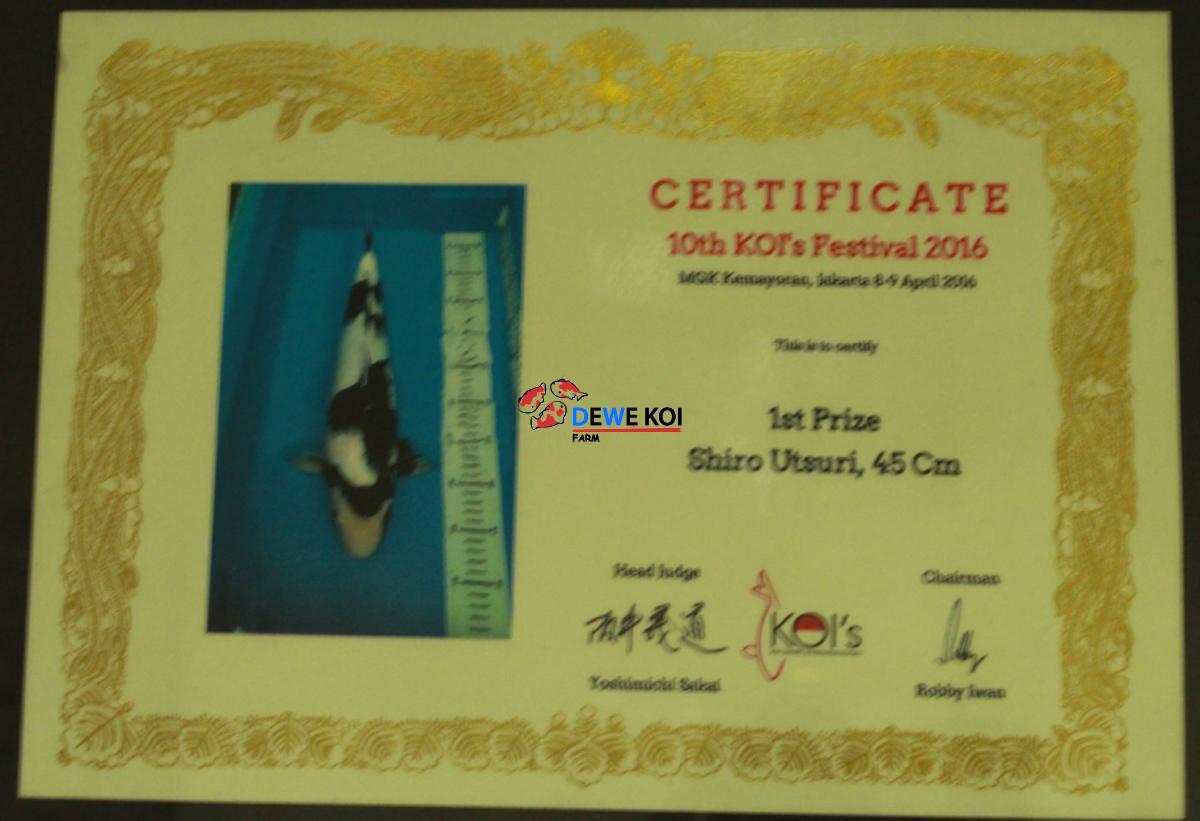 CERTIFICATE
10th KOI's Festival 2016
MGK Kemayoran, Jakarta 8-9 April 2016
This is to certify
DEWE KOI
FARM
1st Prize
Shiro Utsuri, 45 Cm
Head Judge
Chairman
KOI's
Yoshimichi Sakai
Robby Iwan